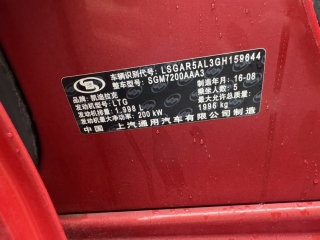 车辆识别代号：LSGAR5AL3GH159644
整车型号：SGM7200AAA3
品牌：凯迪拉克 制造年月：16-08
发动机型号：LTG 乘坐人数：5
发动机排量：1.998 L 最大允许总质量：
发动机最大净功率：200 kW 1996 kg
中国 上汽通用汽车有限公司制造